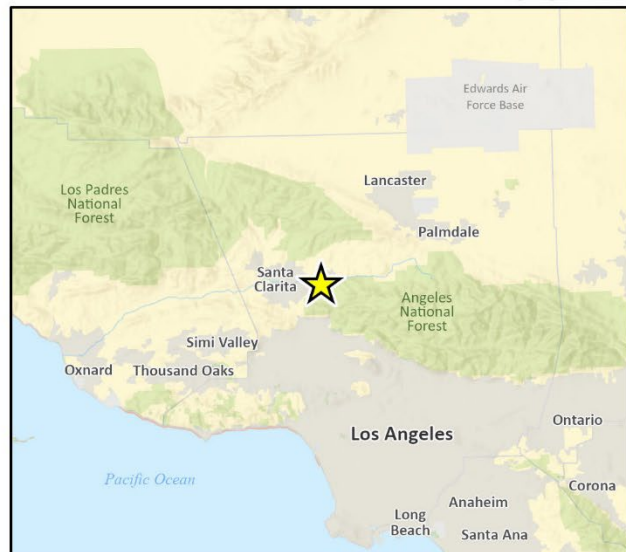 Edwards Air
Force Base
Los Padres
National
Forest
Lancaster
Palmdale
Santa
Clarita
Angeles
National
Forest
Simi Valley
Oxnard
Thousand Oaks
Los Angeles
Ontario
Pacific Ocean
Corona
Long
Beach
Anaheim
Santa Ana